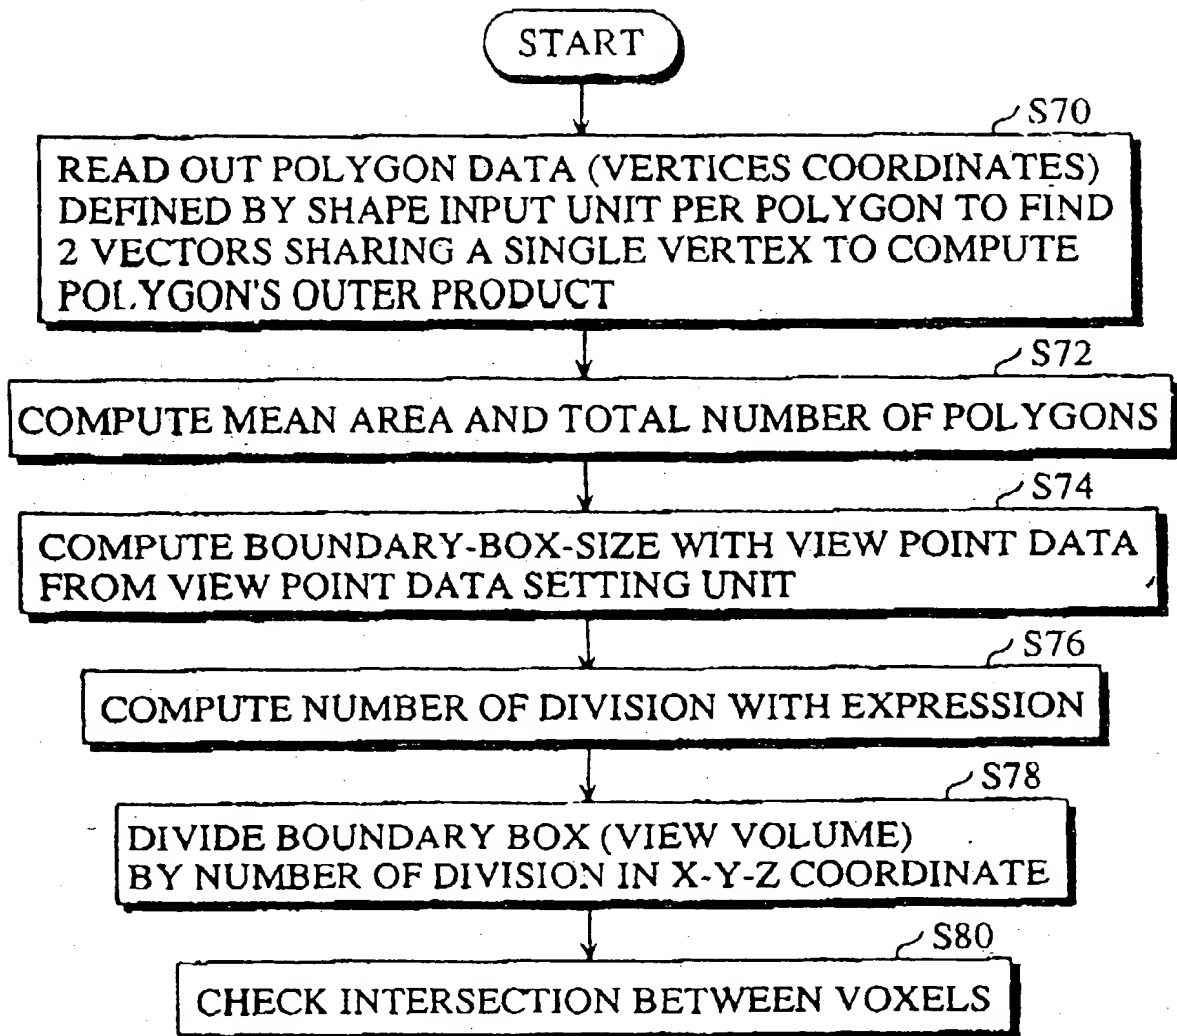 START
S70
READ OUT POLYGON DATA (VERTICES COORDINATES)
DEFINED BY SHAPE INPUT UNIT PER POLYGON TO FIND
2 VECTORS SHARING A SINGLE VERTEX TO COMPUTE
POLYGON'S OUTER PRODUCT
S72
COMPUTE MEAN AREA AND TOTAL NUMBER OF POLYGONS
S74
COMPUTE BOUNDARY-BOX-SIZE WITH VIEW POINT DATA
FROM VIEW POINT DATA SETTING UNIT
S76
COMPUTE NUMBER OF DIVISION WITH EXPRESSION
S78
DIVIDE BOUNDARY BOX (VIEW VOLUME)
BY NUMBER OF DIVISION IN X-Y-Z COORDINATE
S80
CHECK INTERSECTION BETWEEN VOXELS